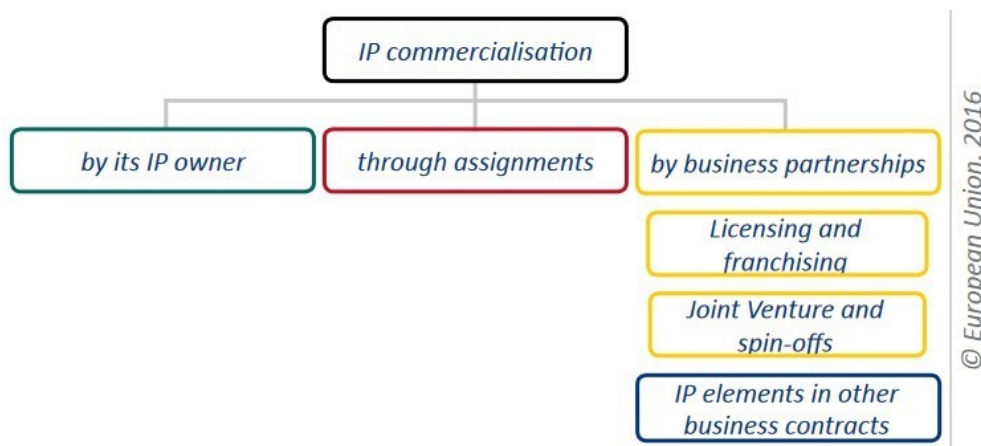 IP commercialisation
by its IP owner
through assignments
by business partnerships
Licensing and
franchising
Joint Venture and
spin-offs
IP elements in other
business contracts
© European Union, 2016